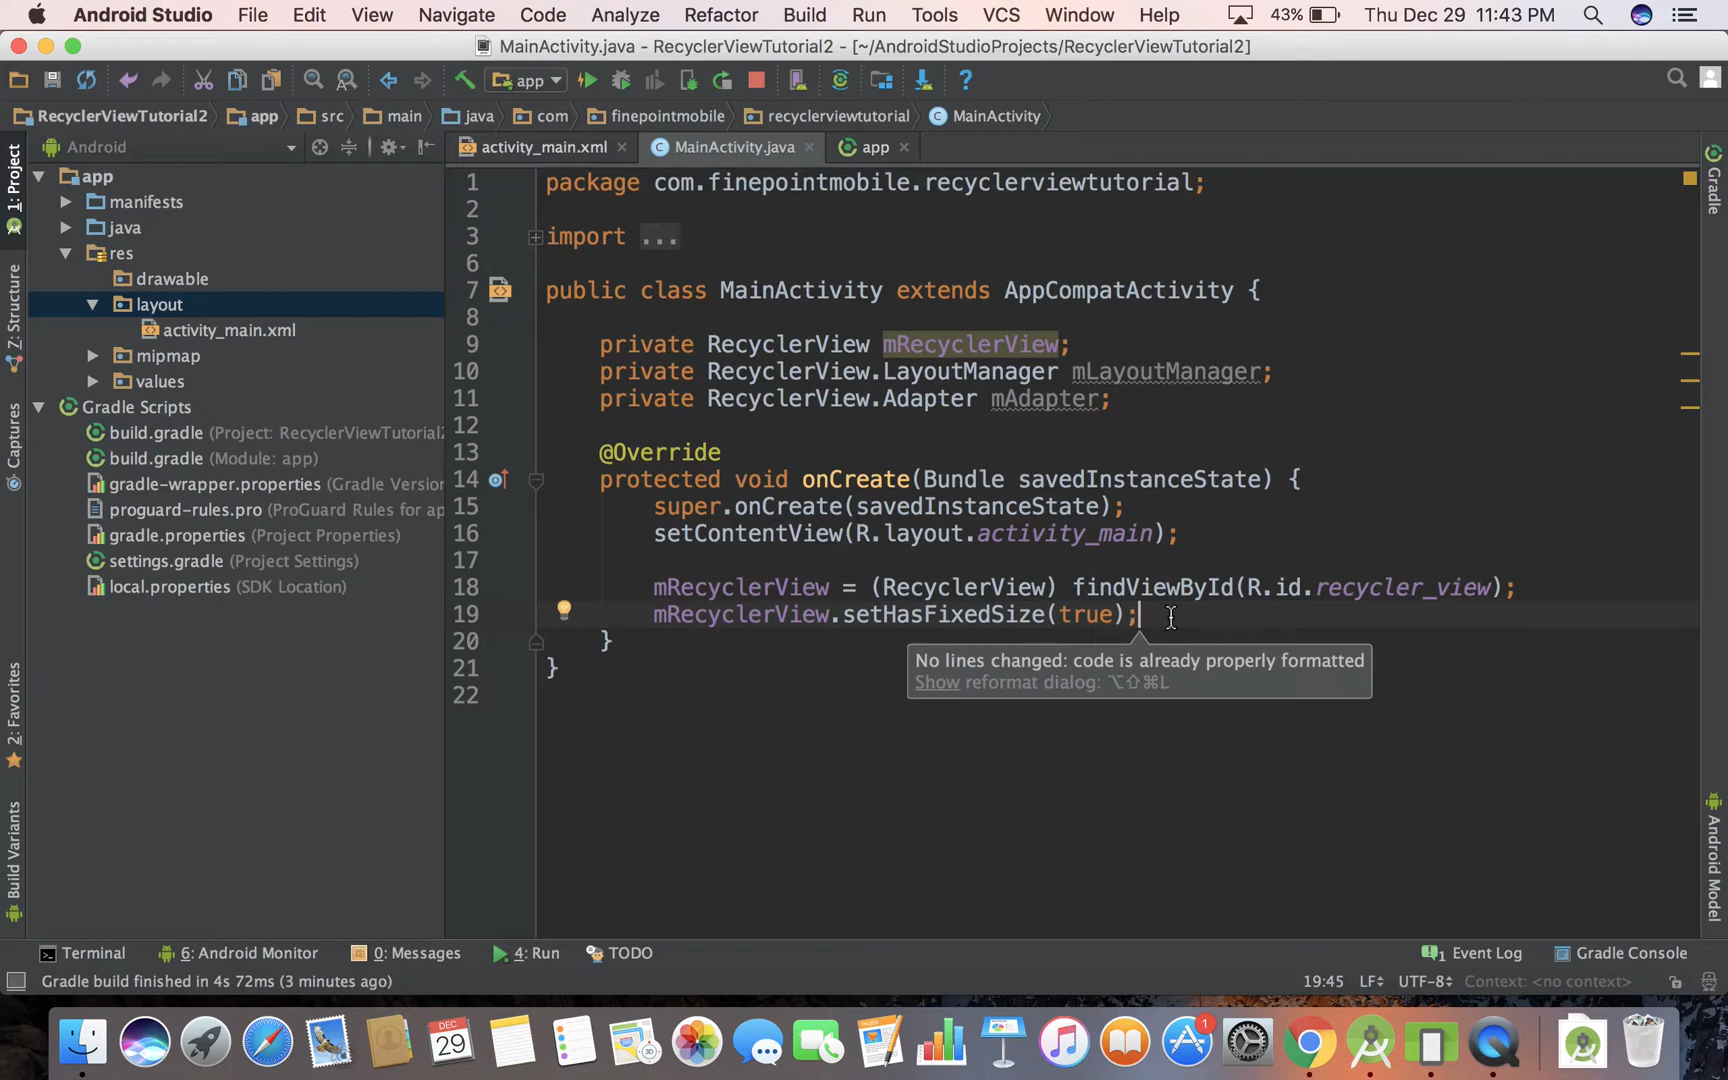 Android Studio File Edit View Navigate Code Analyze Refactor Build Run Tools VCS Window Help 43% Thu Dec 29 11:43 PM
MainActivity.java - RecyclerViewTutorial2 - [~/AndroidStudioProjects/RecyclerViewTutorial2]
app
RecyclerViewTutorial2 app src main java com finepointmobile recyclerviewtutorial MainActivity
Android
activity_main.xml MainActivity.java app
1: Project
Z: Structure
Captures
2: Favorites
Build Variants
app
manifests
java
res
drawable
layout
activity_main.xml
mipmap
values
Gradle Scripts
build.gradle (Project: RecyclerViewTutorial2
build.gradle (Module: app)
gradle-wrapper.properties (Gradle Version
proguard-rules.pro (ProGuard Rules for ap
gradle.properties (Project Properties)
settings.gradle (Project Settings)
local.properties (SDK Location)
1 package com.finepointmobile.recyclerviewtutorial;
2
3 import ...
6
7 public class MainActivity extends AppCompatActivity {
8
9 private RecyclerView mRecyclerView;
10 private RecyclerView.LayoutManager mLayoutManager;
11 private RecyclerView.Adapter mAdapter;
12
13 @Override
14 protected void onCreate(Bundle savedInstanceState) {
15 super.onCreate(savedInstanceState);
16 setContentView(R.layout.activity_main);
17
18 mRecyclerView = (RecyclerView) findViewById(R.id.recycler_view);
19 mRecyclerView.setHasFixedSize(true);
20 }
21 }
22
No lines changed: code is already properly formatted
Show reformat dialog: ⌥⇧⌘L
Gradle
Android Model
Terminal 6: Android Monitor 0: Messages 4: Run TODO 1 Event Log Gradle Console
Gradle build finished in 4s 72ms (3 minutes ago) 19:45 LF UTF-8 Context: <no context>
DEC
29
3D
1